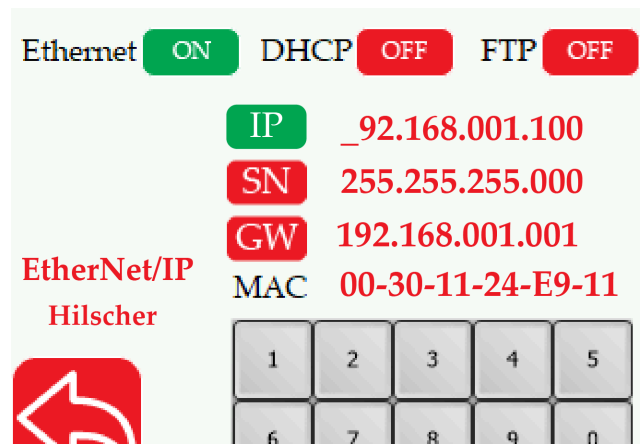 Ethernet ON DHCP OFF FTP OFF
IP _92.168.001.100
SN 255.255.255.000
GW 192.168.001.001
EtherNet/IP
MAC 00-30-11-24-E9-11
Hilscher
1 2 3 4 5
6 7 8 9 0